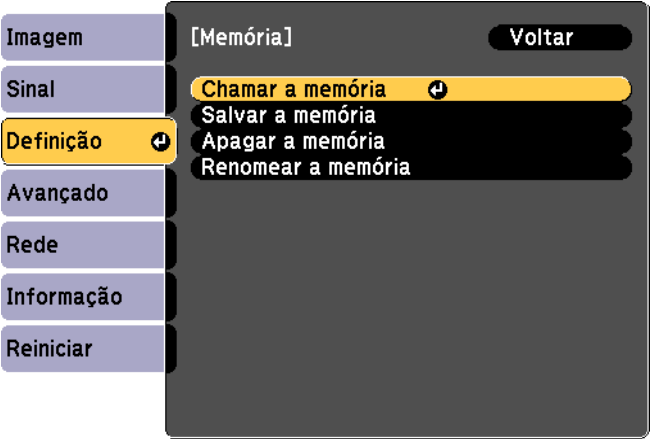 Imagem
Sinal
Definição
Avançado
Rede
Informação
Reiniciar
[Memória]
Voltar
Chamar a memória
Salvar a memória
Apagar a memória
Renomear a memória